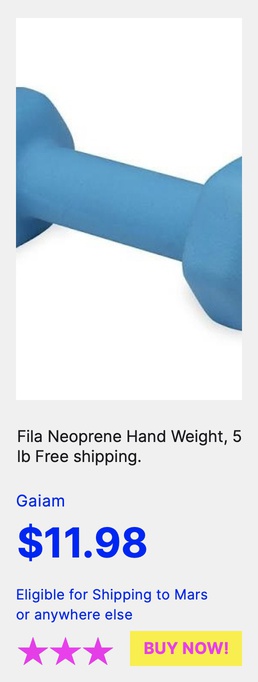 Fila Neoprene Hand Weight, 5
lb Free shipping.
Gaiam
$11.98
Eligible for Shipping to Mars
or anywhere else
BUY NOW!